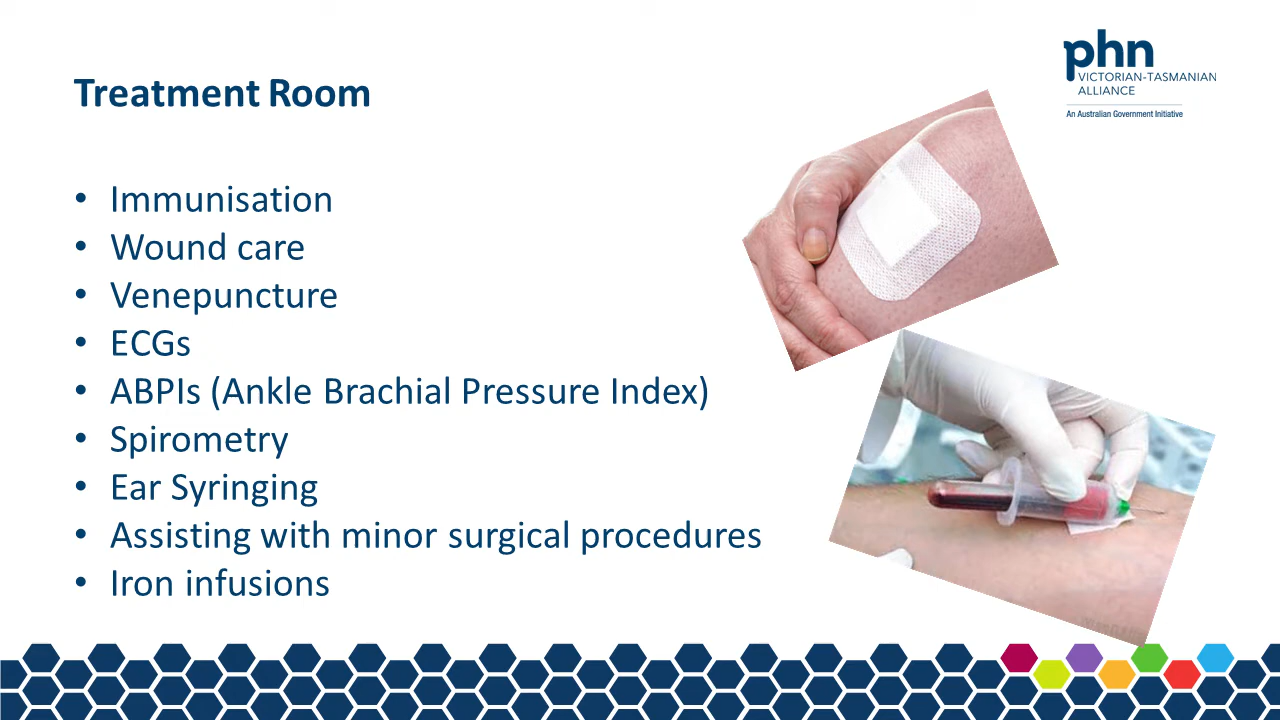 phn
VICTORIAN-TASMANIAN
ALLIANCE
An Australian Government Initiative
Treatment Room
• Immunisation
• Wound care
• Venepuncture
• ECGs
• ABPIs (Ankle Brachial Pressure Index)
• Spirometry
• Ear Syringing
• Assisting with minor surgical procedures
• Iron infusions